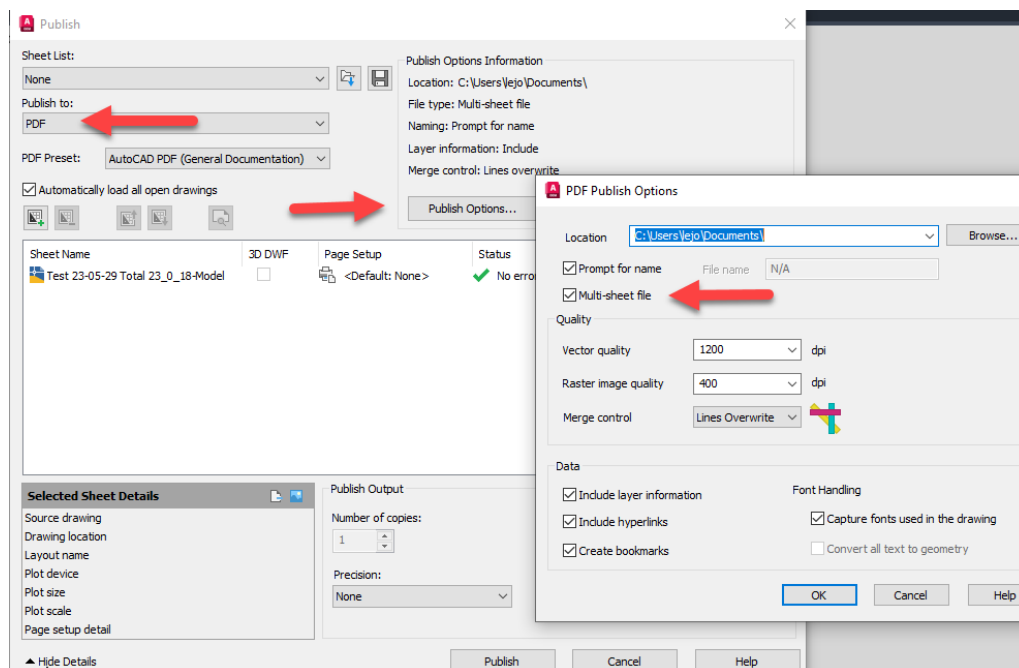 Publish
Sheet List:
None
Publish to:
PDF
PDF Preset:
AutoCAD PDF (General Documentation)
Automatically load all open drawings
Publish Options Information
Location: C:\Users\lejo\Documents\
File type: Multi-sheet file
Naming: Prompt for name
Layer information: Include
Merge control: Lines overwrite
Publish Options...
Sheet Name
3D DWF
Page Setup
Status
Test 23-05-29 Total 23_0_18-Model
<Default: None>
No erro
Selected Sheet Details
Source drawing
Drawing location
Layout name
Plot device
Plot size
Plot scale
Page setup detail
Publish Output
Number of copies:
1
Precision:
None
Hide Details
Publish
Cancel
Help
PDF Publish Options
Location
C:\Users\lejo\Documents\
Browse...
Prompt for name
File name
N/A
Multi-sheet file
Quality
Vector quality
1200
dpi
Raster image quality
400
dpi
Merge control
Lines Overwrite
Data
Include layer information
Include hyperlinks
Create bookmarks
Font Handling
Capture fonts used in the drawing
Convert all text to geometry
OK
Cancel
Help